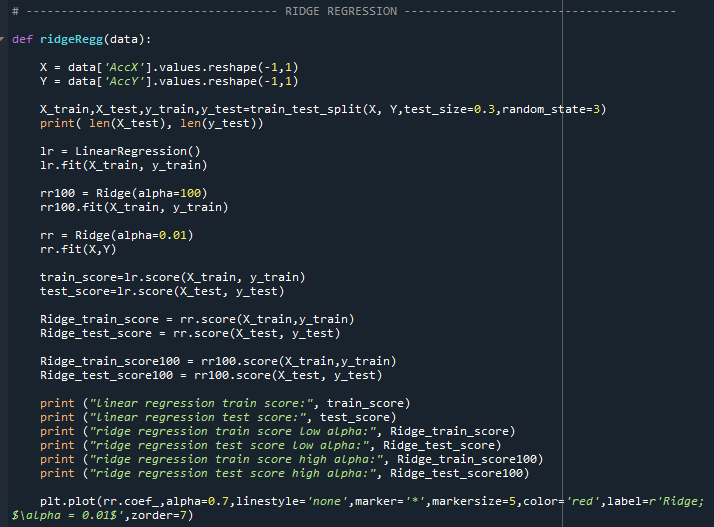 # ------------------------------------ RIDGE REGRESSION ---------------------------------------
def ridgeRegg(data):
X = data['AccX'].values.reshape(-1,1)
Y = data['AccY'].values.reshape(-1,1)
X_train,X_test,y_train,y_test=train_test_split(X, Y,test_size=0.3,random_state=3)
print( len(X_test), len(y_test))
lr = LinearRegression()
lr.fit(X_train, y_train)
rr100 = Ridge(alpha=100)
rr100.fit(X_train, y_train)
rr = Ridge(alpha=0.01)
rr.fit(X,Y)
train_score=lr.score(X_train, y_train)
test_score=lr.score(X_test, y_test)
Ridge_train_score = rr.score(X_train,y_train)
Ridge_test_score = rr.score(X_test, y_test)
Ridge_train_score100 = rr100.score(X_train,y_train)
Ridge_test_score100 = rr100.score(X_test, y_test)
print ("linear regression train score:", train_score)
print ("linear regression test score:", test_score)
print ("ridge regression train score low alpha:", Ridge_train_score)
print ("ridge regression test score low alpha:", Ridge_test_score)
print ("ridge regression train score high alpha:", Ridge_train_score100)
print ("ridge regression test score high alpha:", Ridge_test_score100)
plt.plot(rr.coef_,alpha=0.7,linestyle='none',marker='*',markersize=5,color='red',label=r'Ridge;
$\alpha = 0.01$',zorder=7)